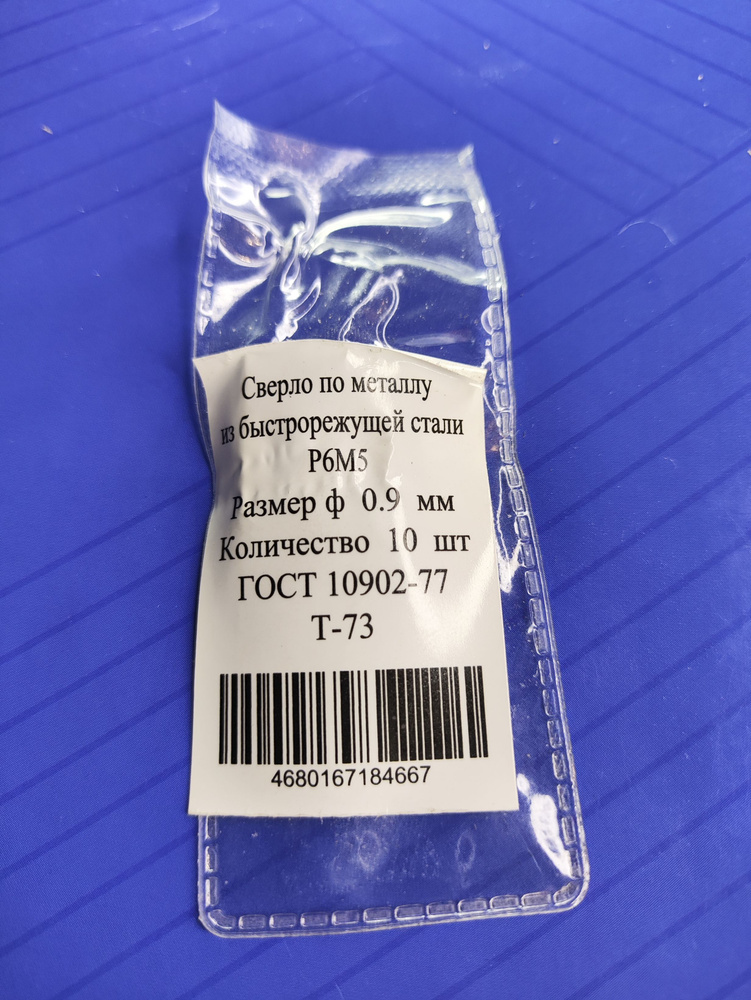 Сверло по металлу
из быстрорежущей стали
Р6М5
Размер ф 0.9 мм
Количество 10 шт
ГОСТ 10902-77
Т-73
4680167184667